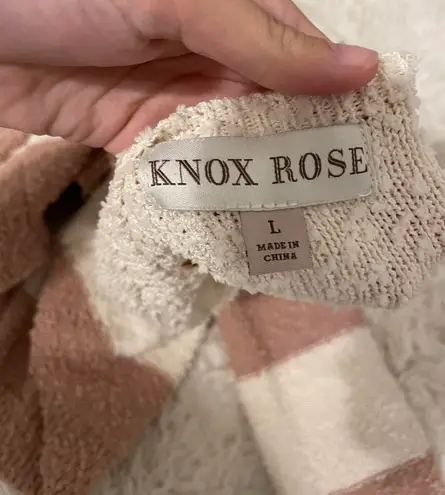 KNOX ROSE
L
MADE IN
CHINA